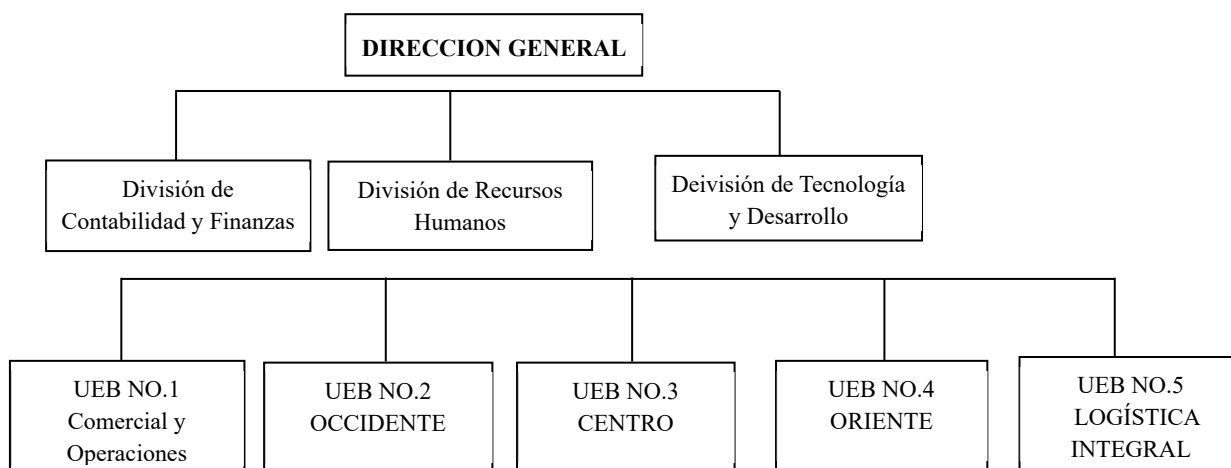 DIRECCION GENERAL
División de
Contabilidad y Finanzas
División de Recursos
Humanos
Deivisión de Tecnología
y Desarrollo
UEB NO.1
Comercial y
Operaciones
UEB NO.2
OCCIDENTE
UEB NO.3
CENTRO
UEB NO.4
ORIENTE
UEB NO.5
LOGÍSTICA
INTEGRAL